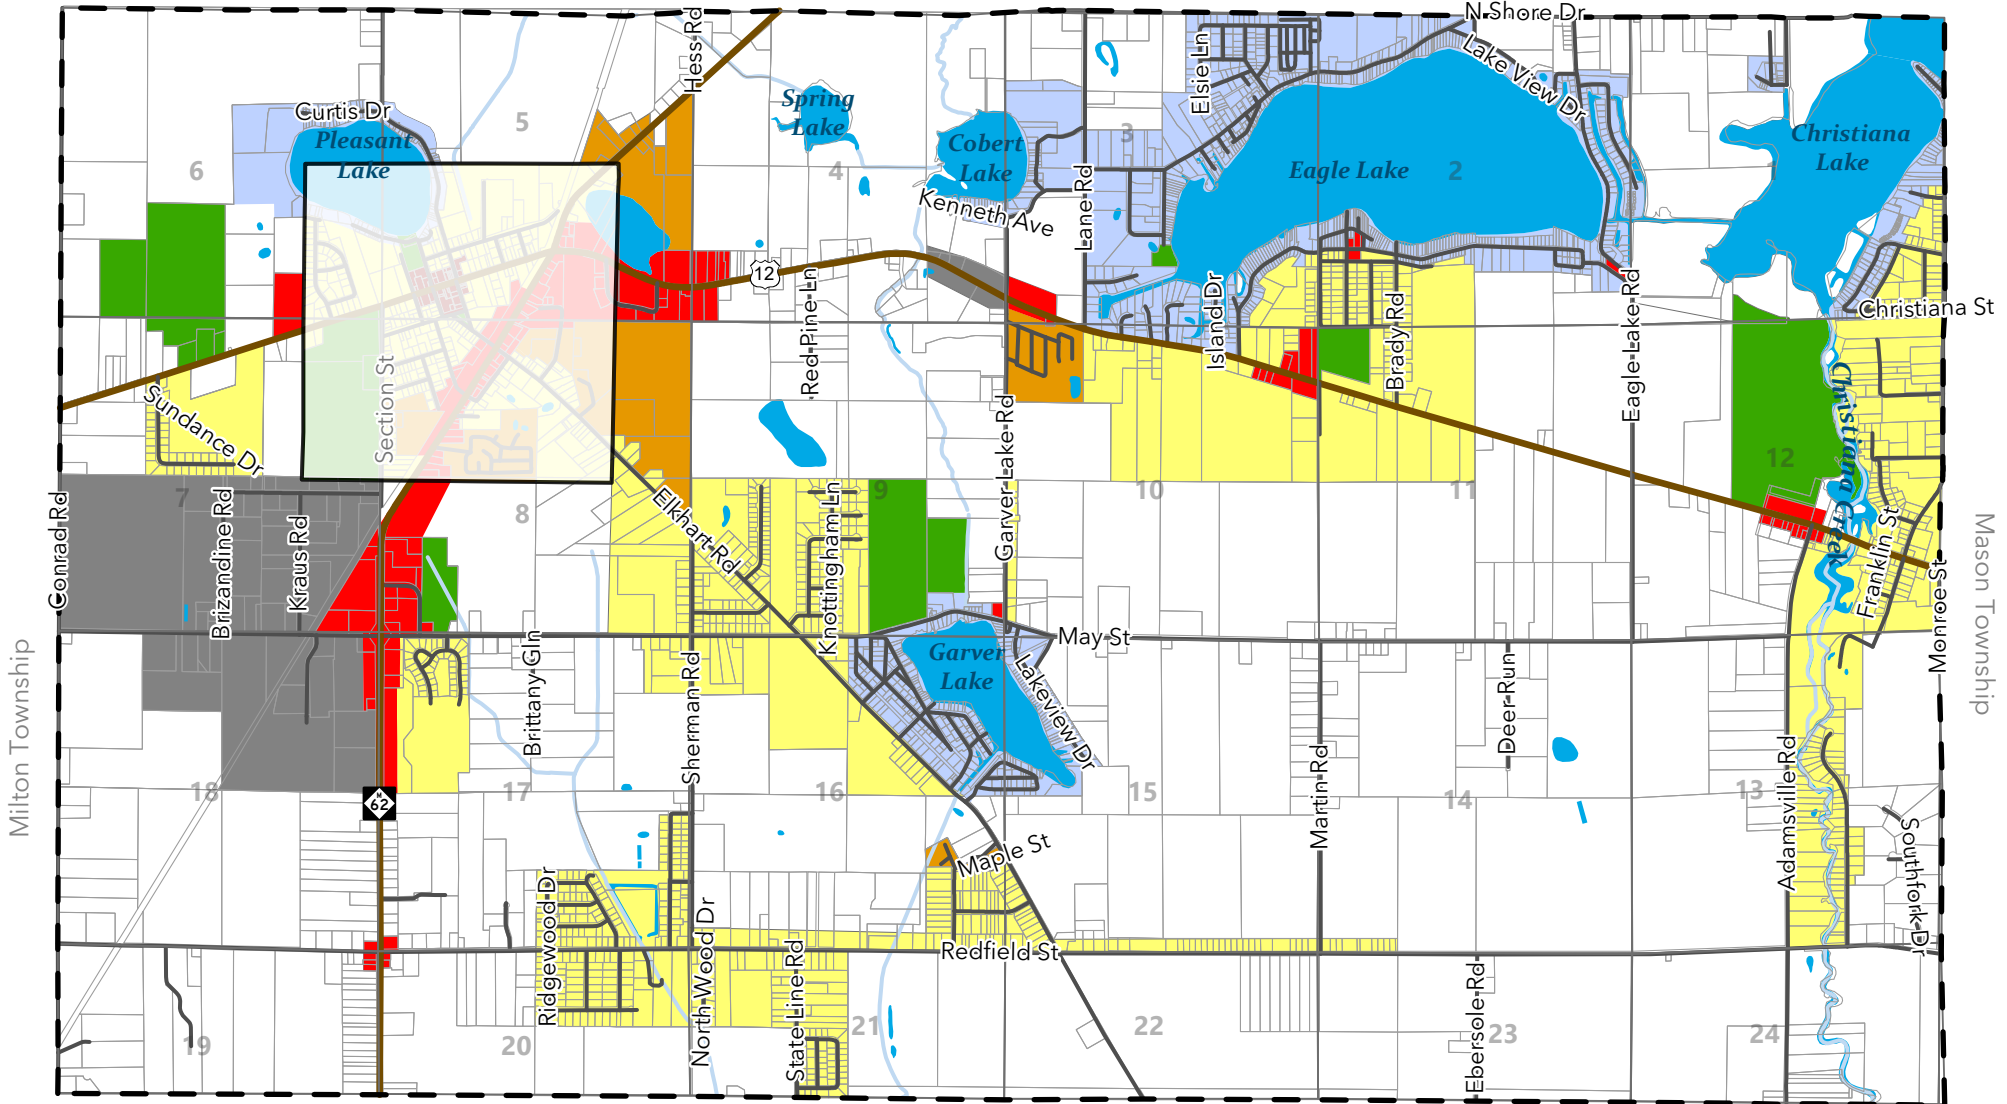 N Shore Dr
Hess Rd
Elsie Ln
Lake View Dr
Curtis Dr
Pleasant
Lake
5
6
Spring
Lake
4
Cobert
Lake
3
Kenneth Ave
Lane Rd
Eagle Lake
2
1
Christiana
Lake
12
Red Pine Ln
Island Dr
Brady Rd
Eagle Lake Rd
Christiana St
Section St
Sundance Dr
Garver Lake Rd
Christiana Creek
7
8
9
10
11
12
Conrad Rd
Brizandine Rd
Kraus Rd
Elkhart Rd
Knottingham Ln
Franklin St
Monroe St
Mason Township
Milton Township
May St
Brittany Gln
Sherman Rd
Garver
Lake
Lakeview Dr
Martin Rd
Deer Run
Adamsville Rd
18
M
62
17
16
15
14
13
Southfork Dr
Maple St
Ridgewood Dr
North Wood Dr
State Line Rd
Redfield St
Ebersole Rd
19
20
21
22
23
24